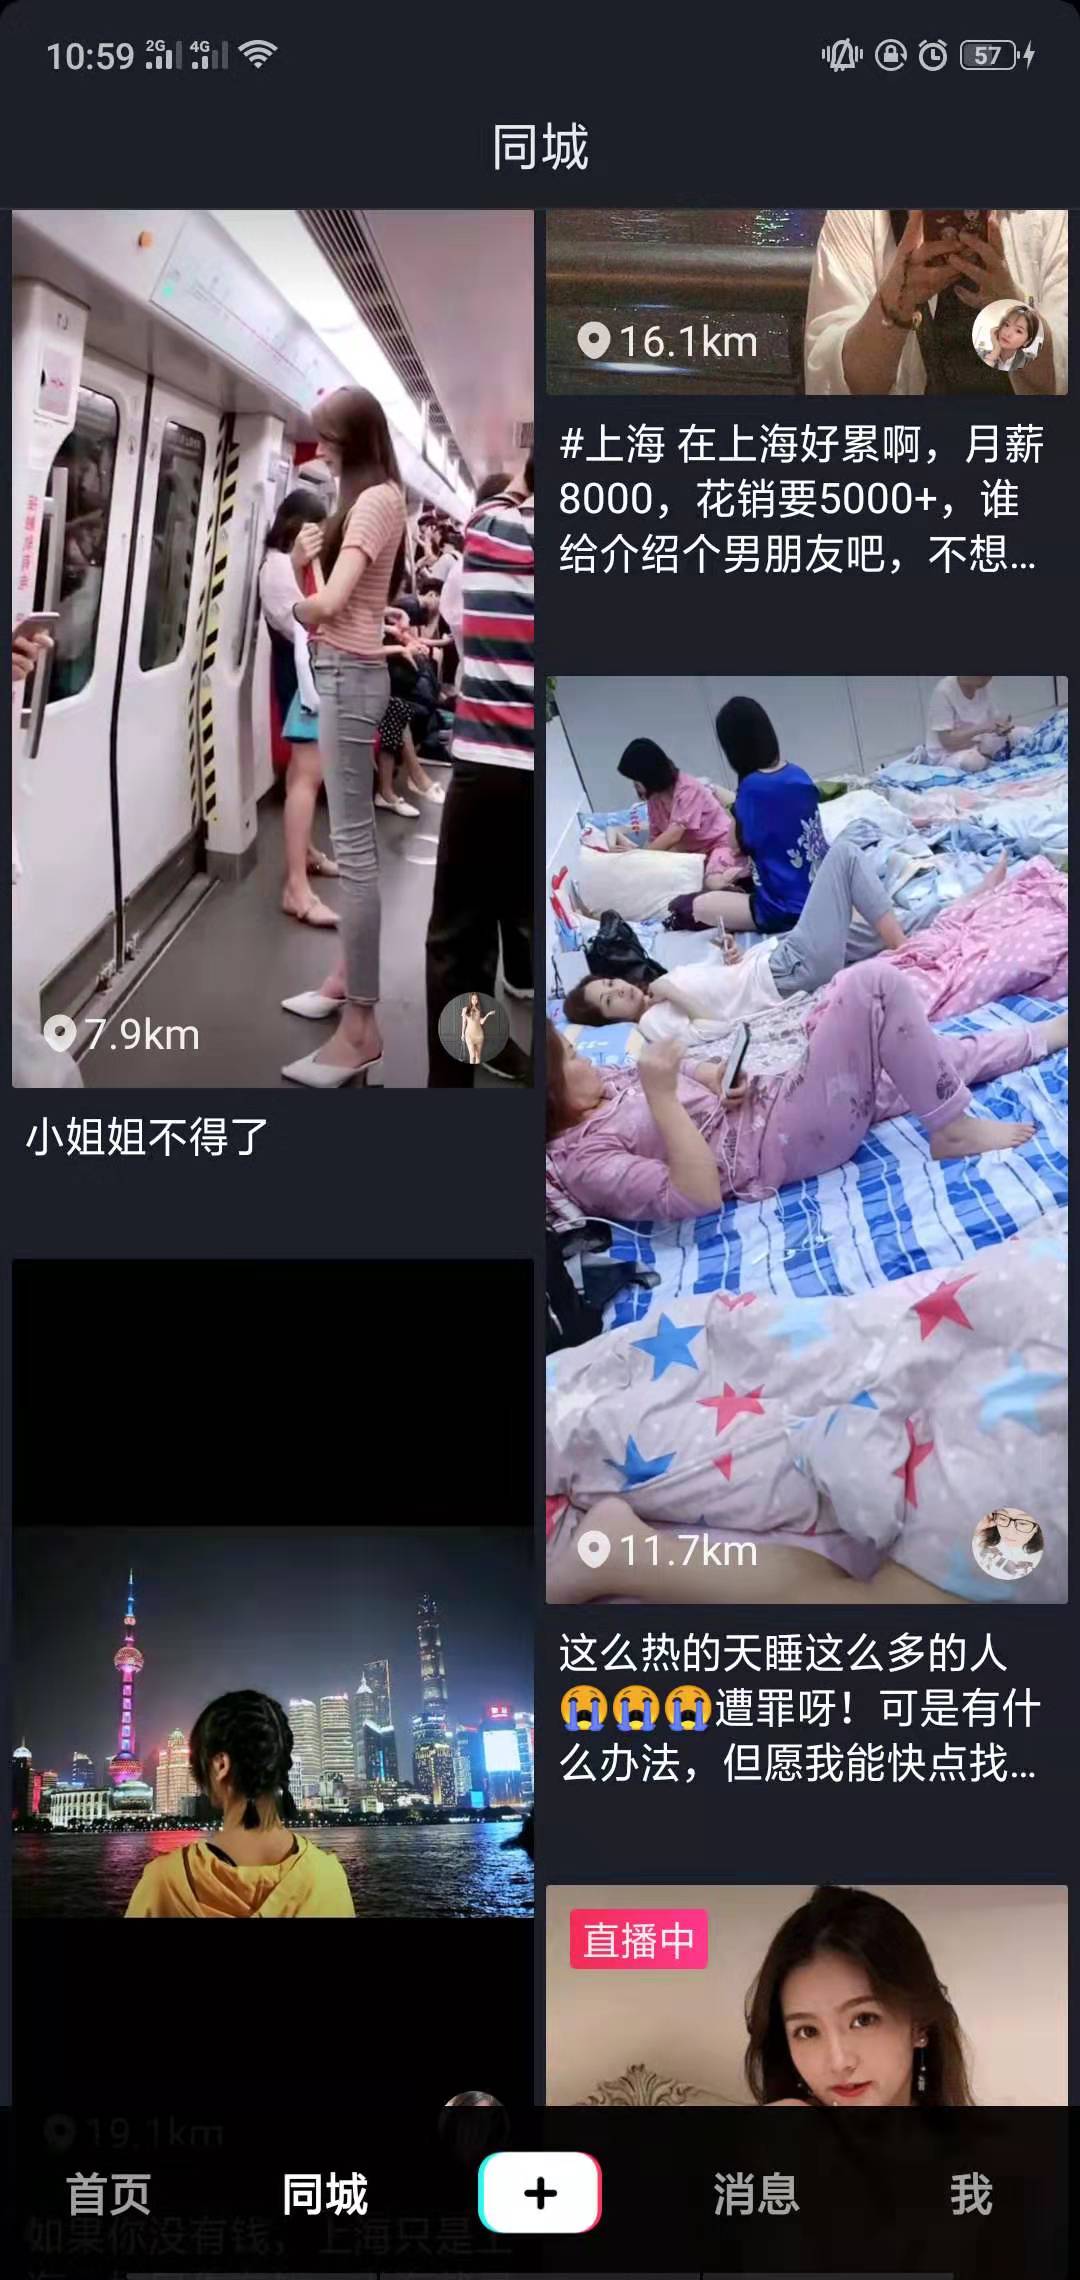 10:59 2G 4G 57
同城
7.9km
小姐姐不得了
19.1km
如果你没有钱，上海只是上
16.1km
#上海 在上海好累啊，月薪
8000，花销要5000+，谁
给介绍个男朋友吧，不想...
11.7km
这么热的天睡这么多的人
😭😭😭遭罪呀！可是有什
么办法，但愿我能快点找...
直播中
首页 同城 + 消息 我